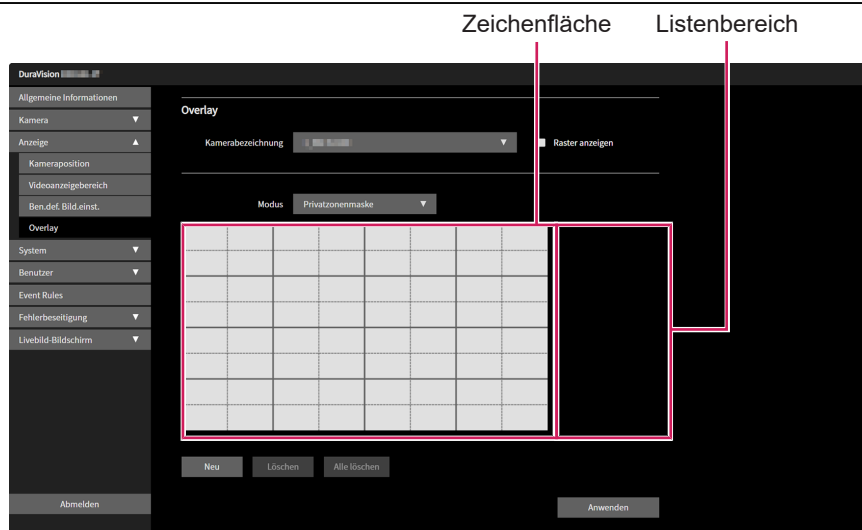 Zeichenfläche Listenbereich
DuraVision
Allgemeine Informationen
Kamera
Anzeige
Kameraposition
Videoanzeigebereich
Ben.def. Bild.einst.
Overlay
System
Benutzer
Event Rules
Fehlerbeseitigung
Livebild-Bildschirm
Abmelden
Overlay
Kamerabezeichnung
Raster anzeigen
Modus Privatzonenmaske
Neu Löschen Alle löschen
Anwenden